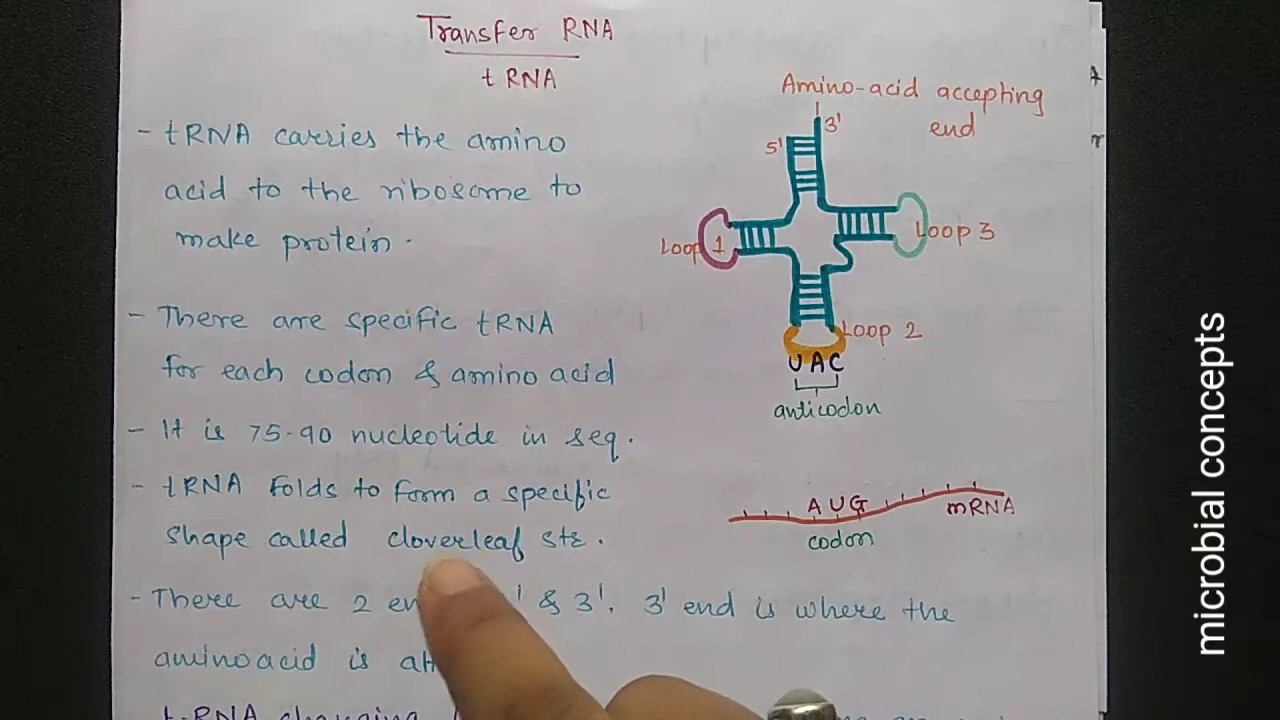 Transfer RNA
tRNA
- tRNA carries the amino
acid to the ribosome to
make protein.
- There are specific tRNA
for each codon & amino acid
- It is 75-90 nucleotide in seq.
- tRNA folds to form a specific
shape called cloverleaf str.
- There are 2 & 3'. 3' end is where the
aminoacid is
t-RNA charging
Amino-acid accepting
end
3'
5'
Loop 1
Loop 3
Loop 2
UAC
anticodon
AUG
mRNA
codon
microbial concepts